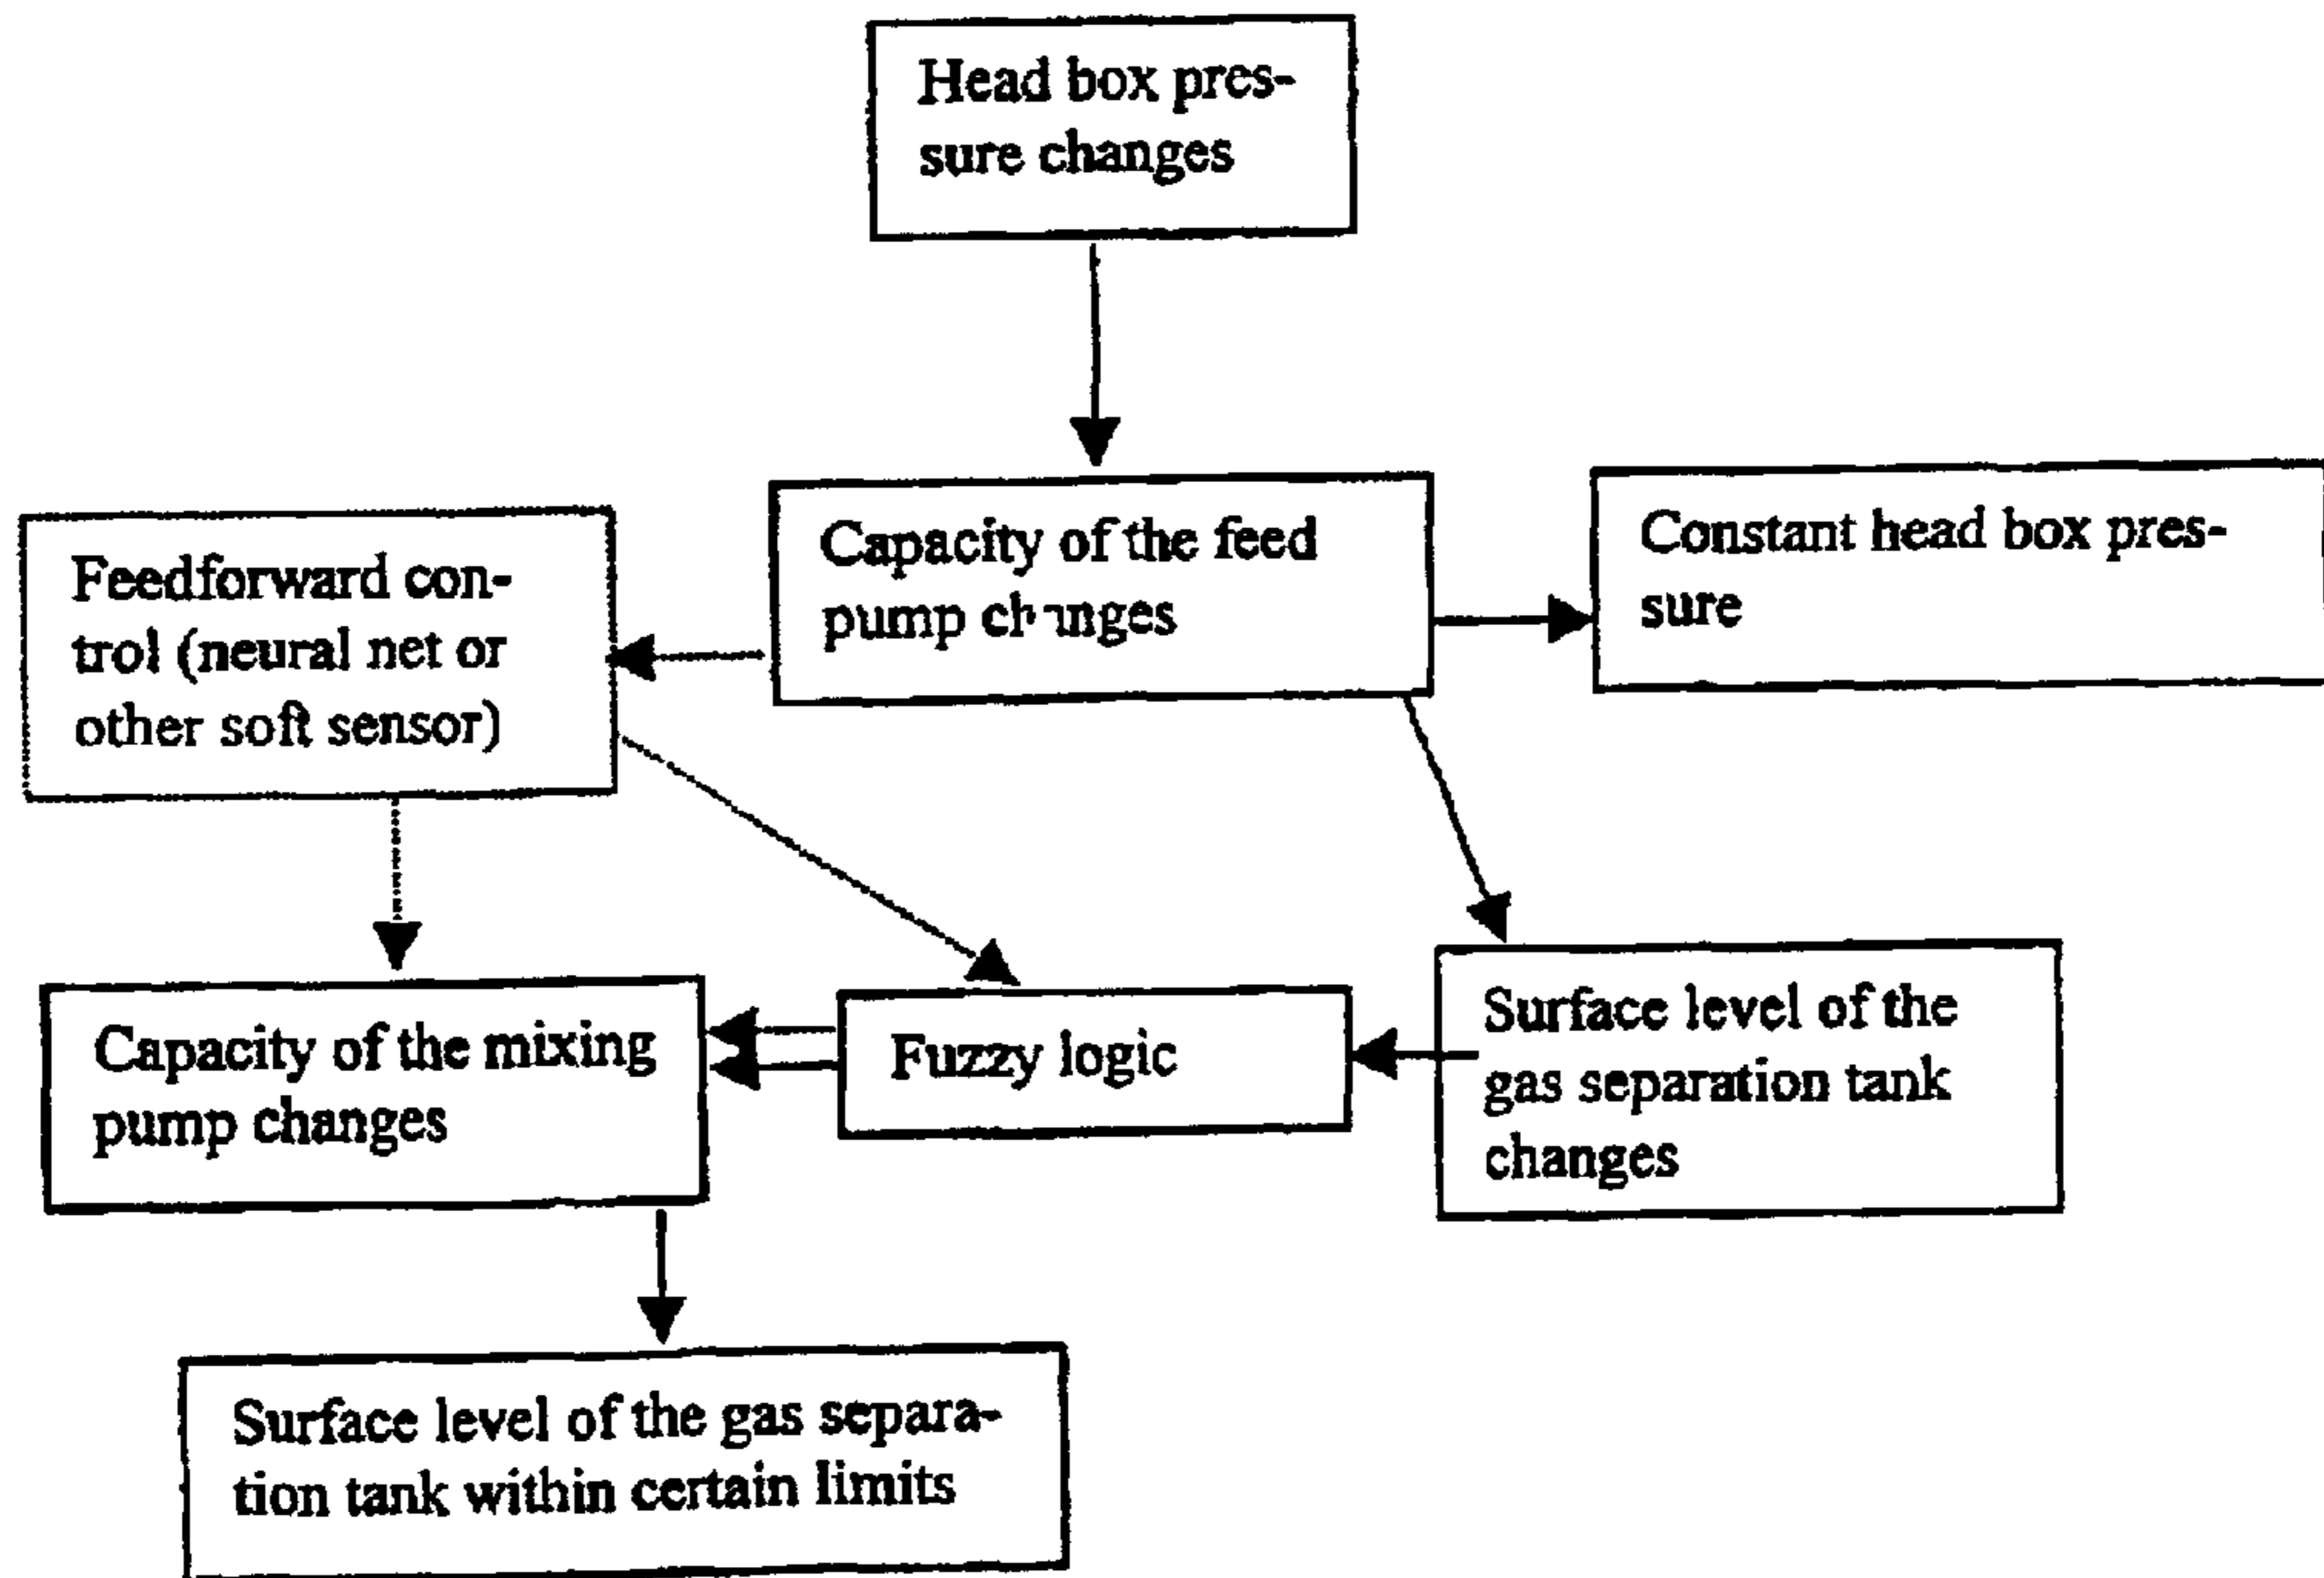 Head box pres-
sure changes
Feedforward con-
trol (neural net or
other soft sensor)
Capacity of the feed
pump changes
Constant head box pres-
sure
Capacity of the mixing
pump changes
Fuzzy logic
Surface level of the
gas separation tank
changes
Surface level of the gas separa-
tion tank within certain limits